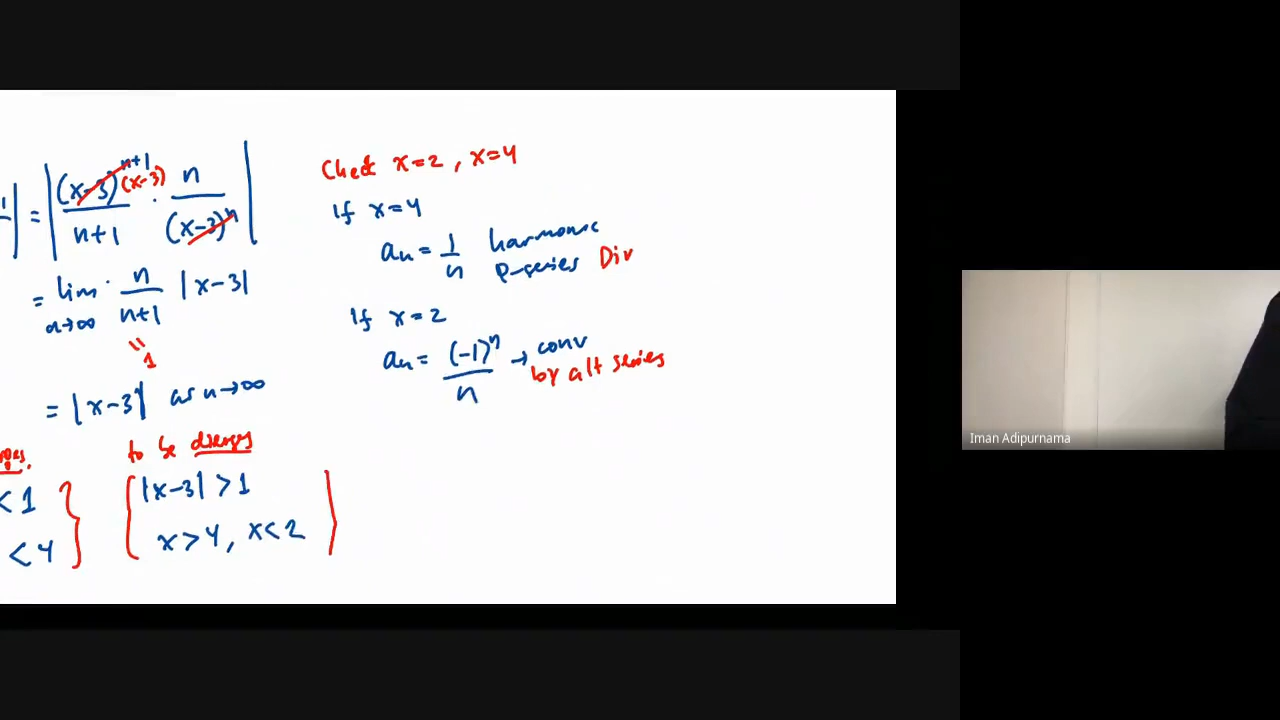 | = | (x-3)^{n+1} (x-3) / n+1 · n / (x-3)^n |
= lim n→∞ n / n+1 |x-3|
" 1
= |x-3| as n→∞
< 1
< 4
to be diverges
|x-3| > 1
x > 4, x < 2
Check x=2, x=4
If x=4
an = 1/n harmonic
p-series Div
If x=2
an = (-1)^n / n → conv
by alt series
Iman Adipurnama